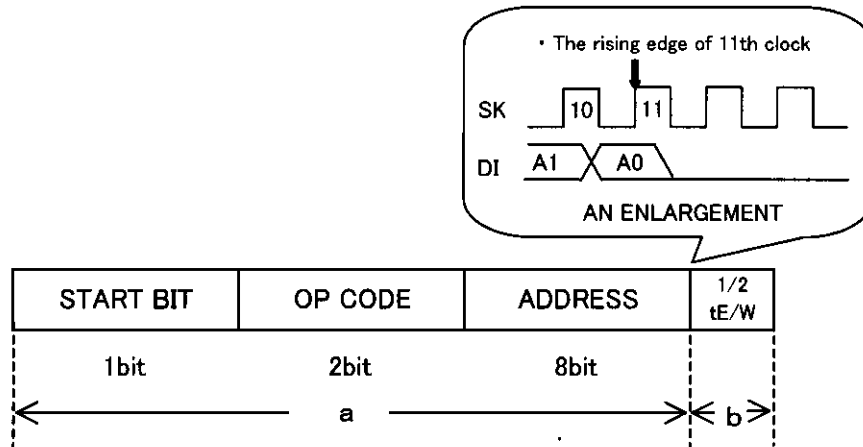 ・The rising edge of 11th clock
SK
10
11
DI
A1
A0
AN ENLARGEMENT
START BIT
OP CODE
ADDRESS
1/2
tE/W
1bit
2bit
8bit
a
b